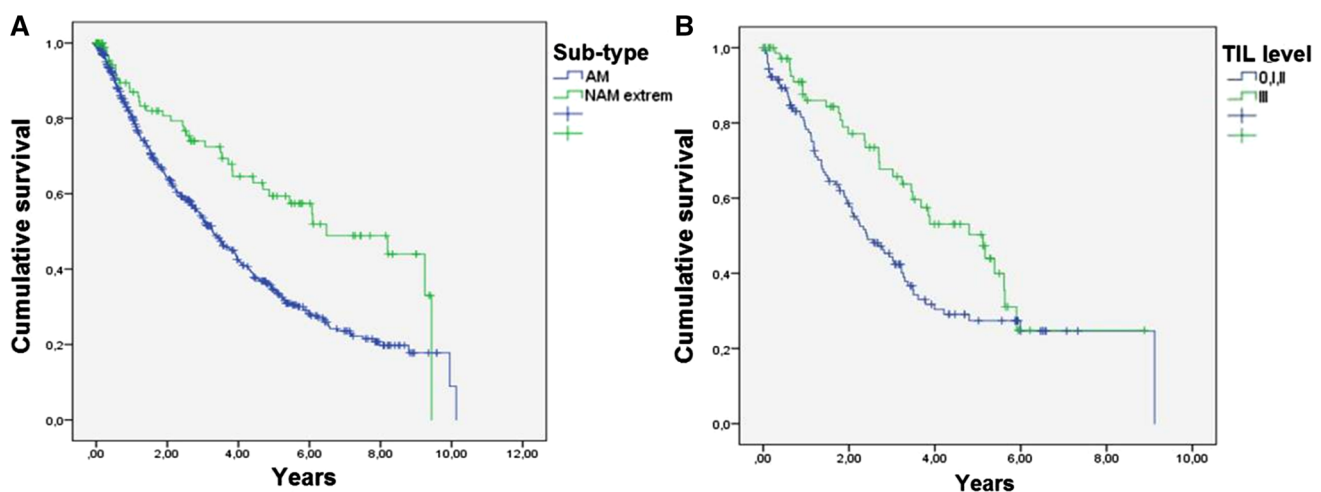 A
Sub-type
AM
NAM extrem
Cumulative survival
1,0
0,8
0,6
0,4
0,2
0,0
,00 2,00 4,00 6,00 8,00 10,00 12,00
Years
B
TIL level
0,I,II
III
Cumulative survival
1,0
0,8
0,6
0,4
0,2
0,0
,00 2,00 4,00 6,00 8,00 10,00
Years